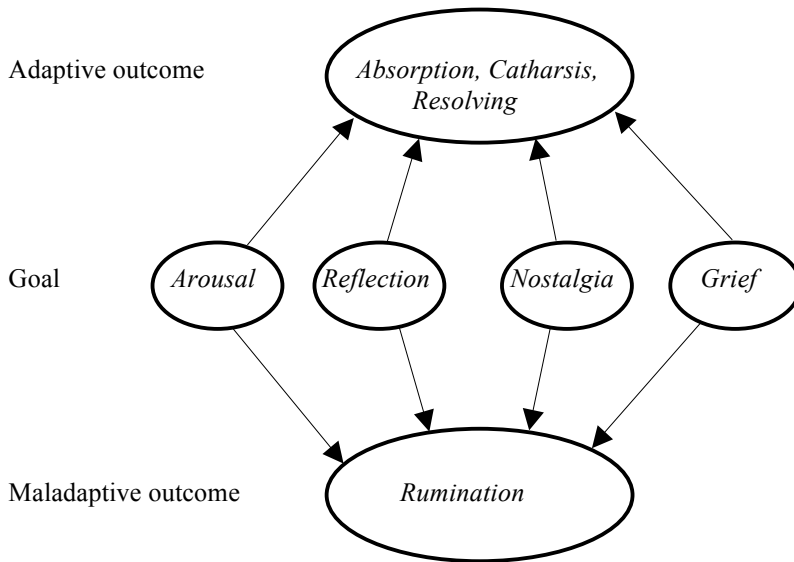 Adaptive outcome
Absorption, Catharsis,
Resolving
Goal
Arousal
Reflection
Nostalgia
Grief
Maladaptive outcome
Rumination